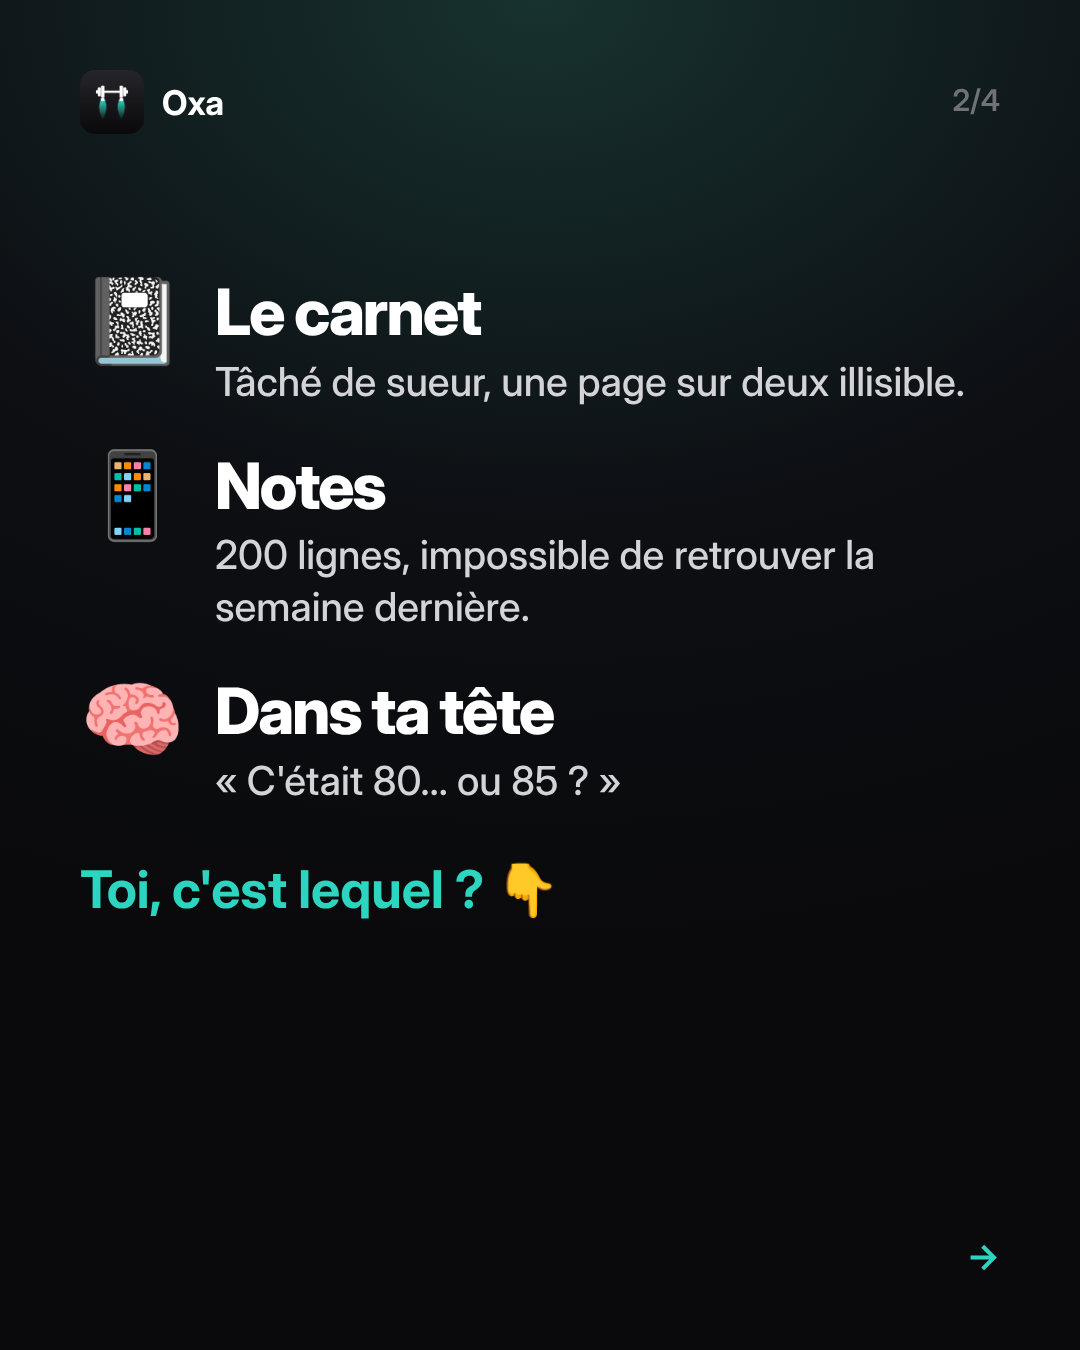 Oxa
2/4
Le carnet
Tâché de sueur, une page sur deux illisible.
Notes
200 lignes, impossible de retrouver la
semaine dernière.
Dans ta tête
« C'était 80... ou 85 ? »
Toi, c'est lequel ? 👇
→